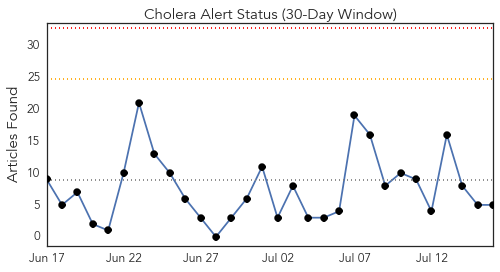 Cholera Alert Status (30-Day Window)
Articles Found
30
25
20
15
10
5
0
Jun 17 Jun 22 Jun 27 Jul 02 Jul 07 Jul 12